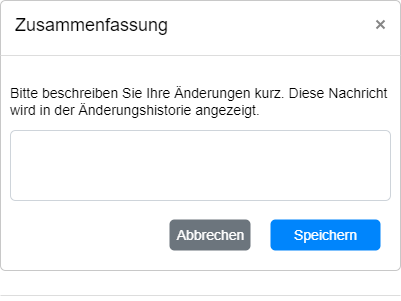 Zusammenfassung ×
Bitte beschreiben Sie Ihre Änderungen kurz. Diese Nachricht
wird in der Änderungshistorie angezeigt.
Abbrechen Speichern